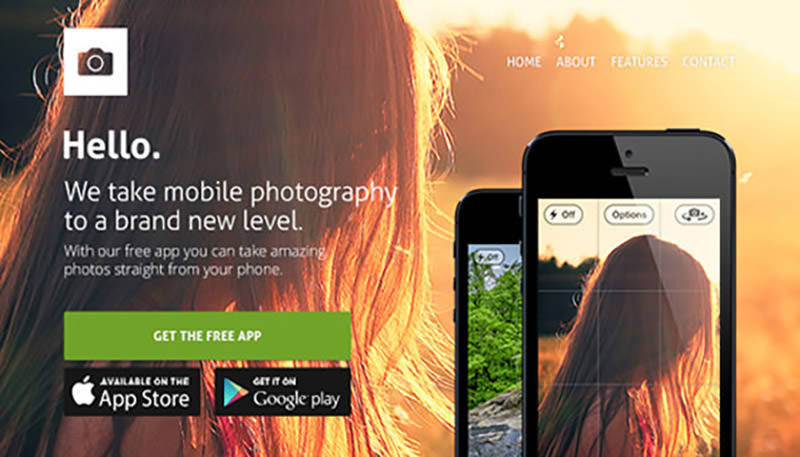 HOME ABOUT FEATURES CONTACT
Hello.
We take mobile photography
to a brand new level.
With our free app you can take amazing
photos straight from your phone.
GET THE FREE APP
AVAILABLE ON THE
App Store
GET IT ON
Google play
Off
Off
Options